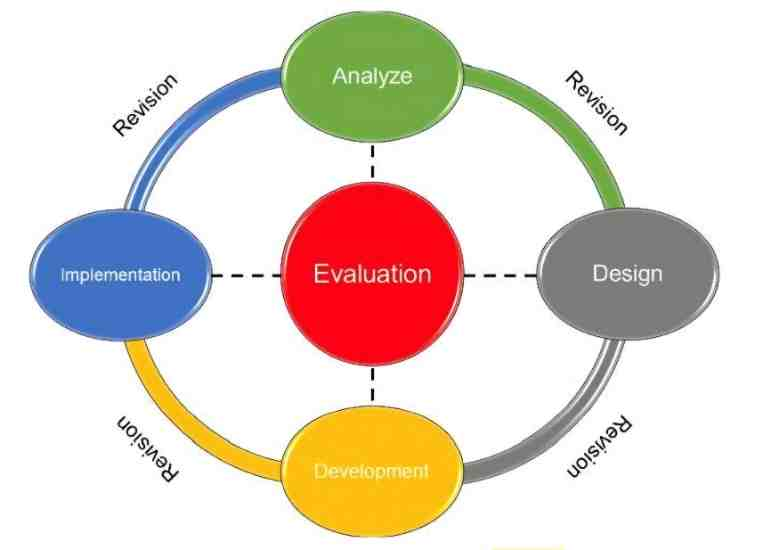 Analyze
Revision
Revision
Implementation
Evaluation
Design
Development
Revision
Revision